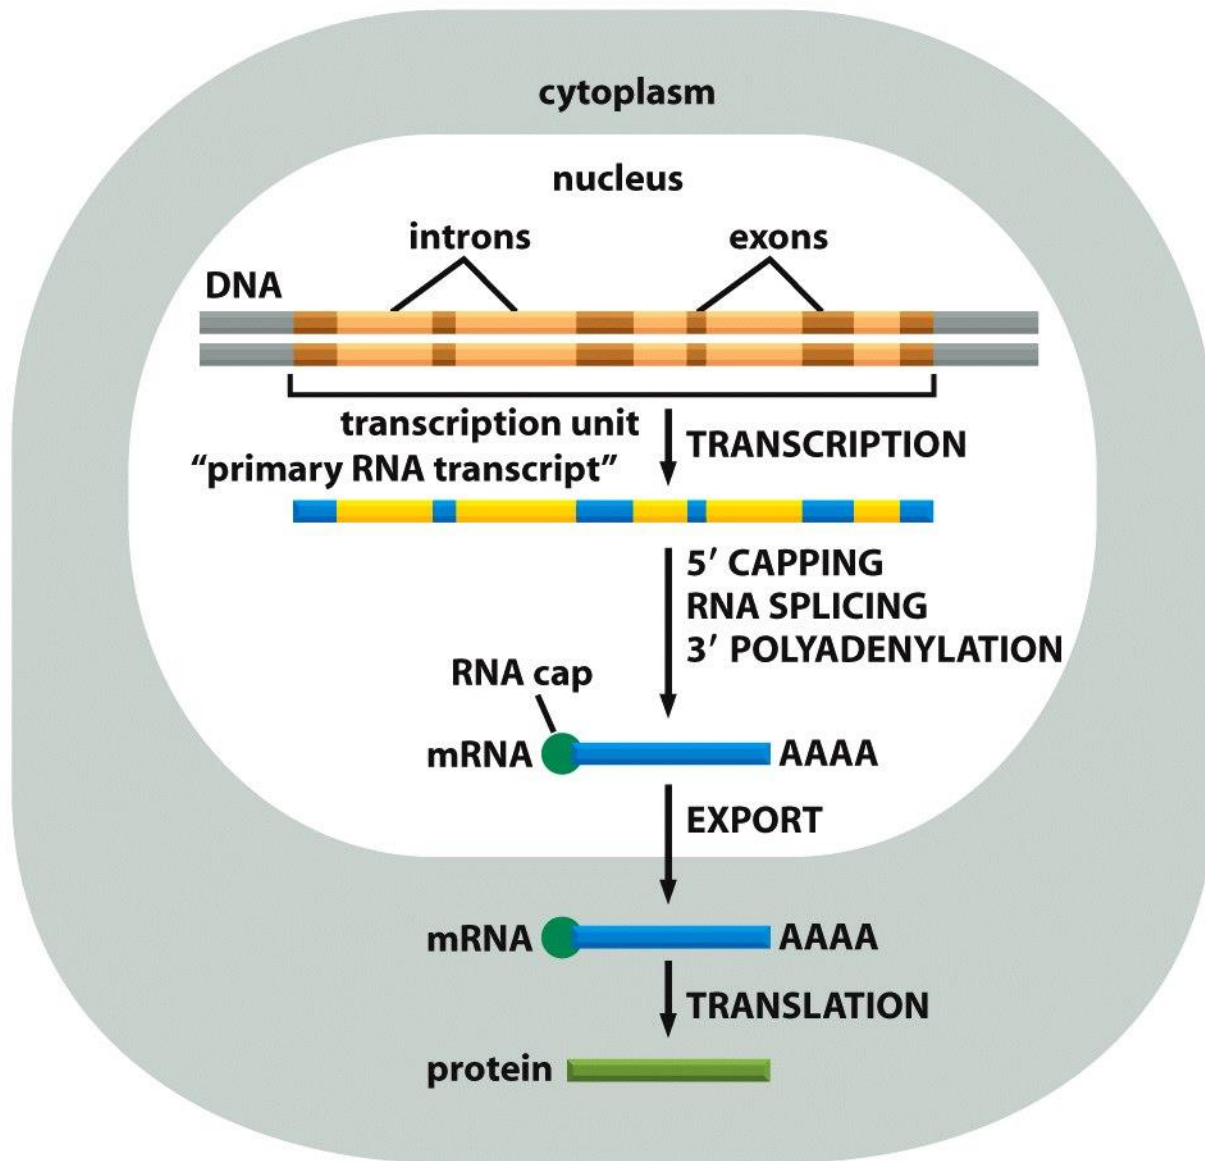 cytoplasm
nucleus
introns
exons
DNA
transcription unit
TRANSCRIPTION
“primary RNA transcript”
5′ CAPPING
RNA SPLICING
3′ POLYADENYLATION
RNA cap
mRNA AAAA
EXPORT
mRNA AAAA
TRANSLATION
protein